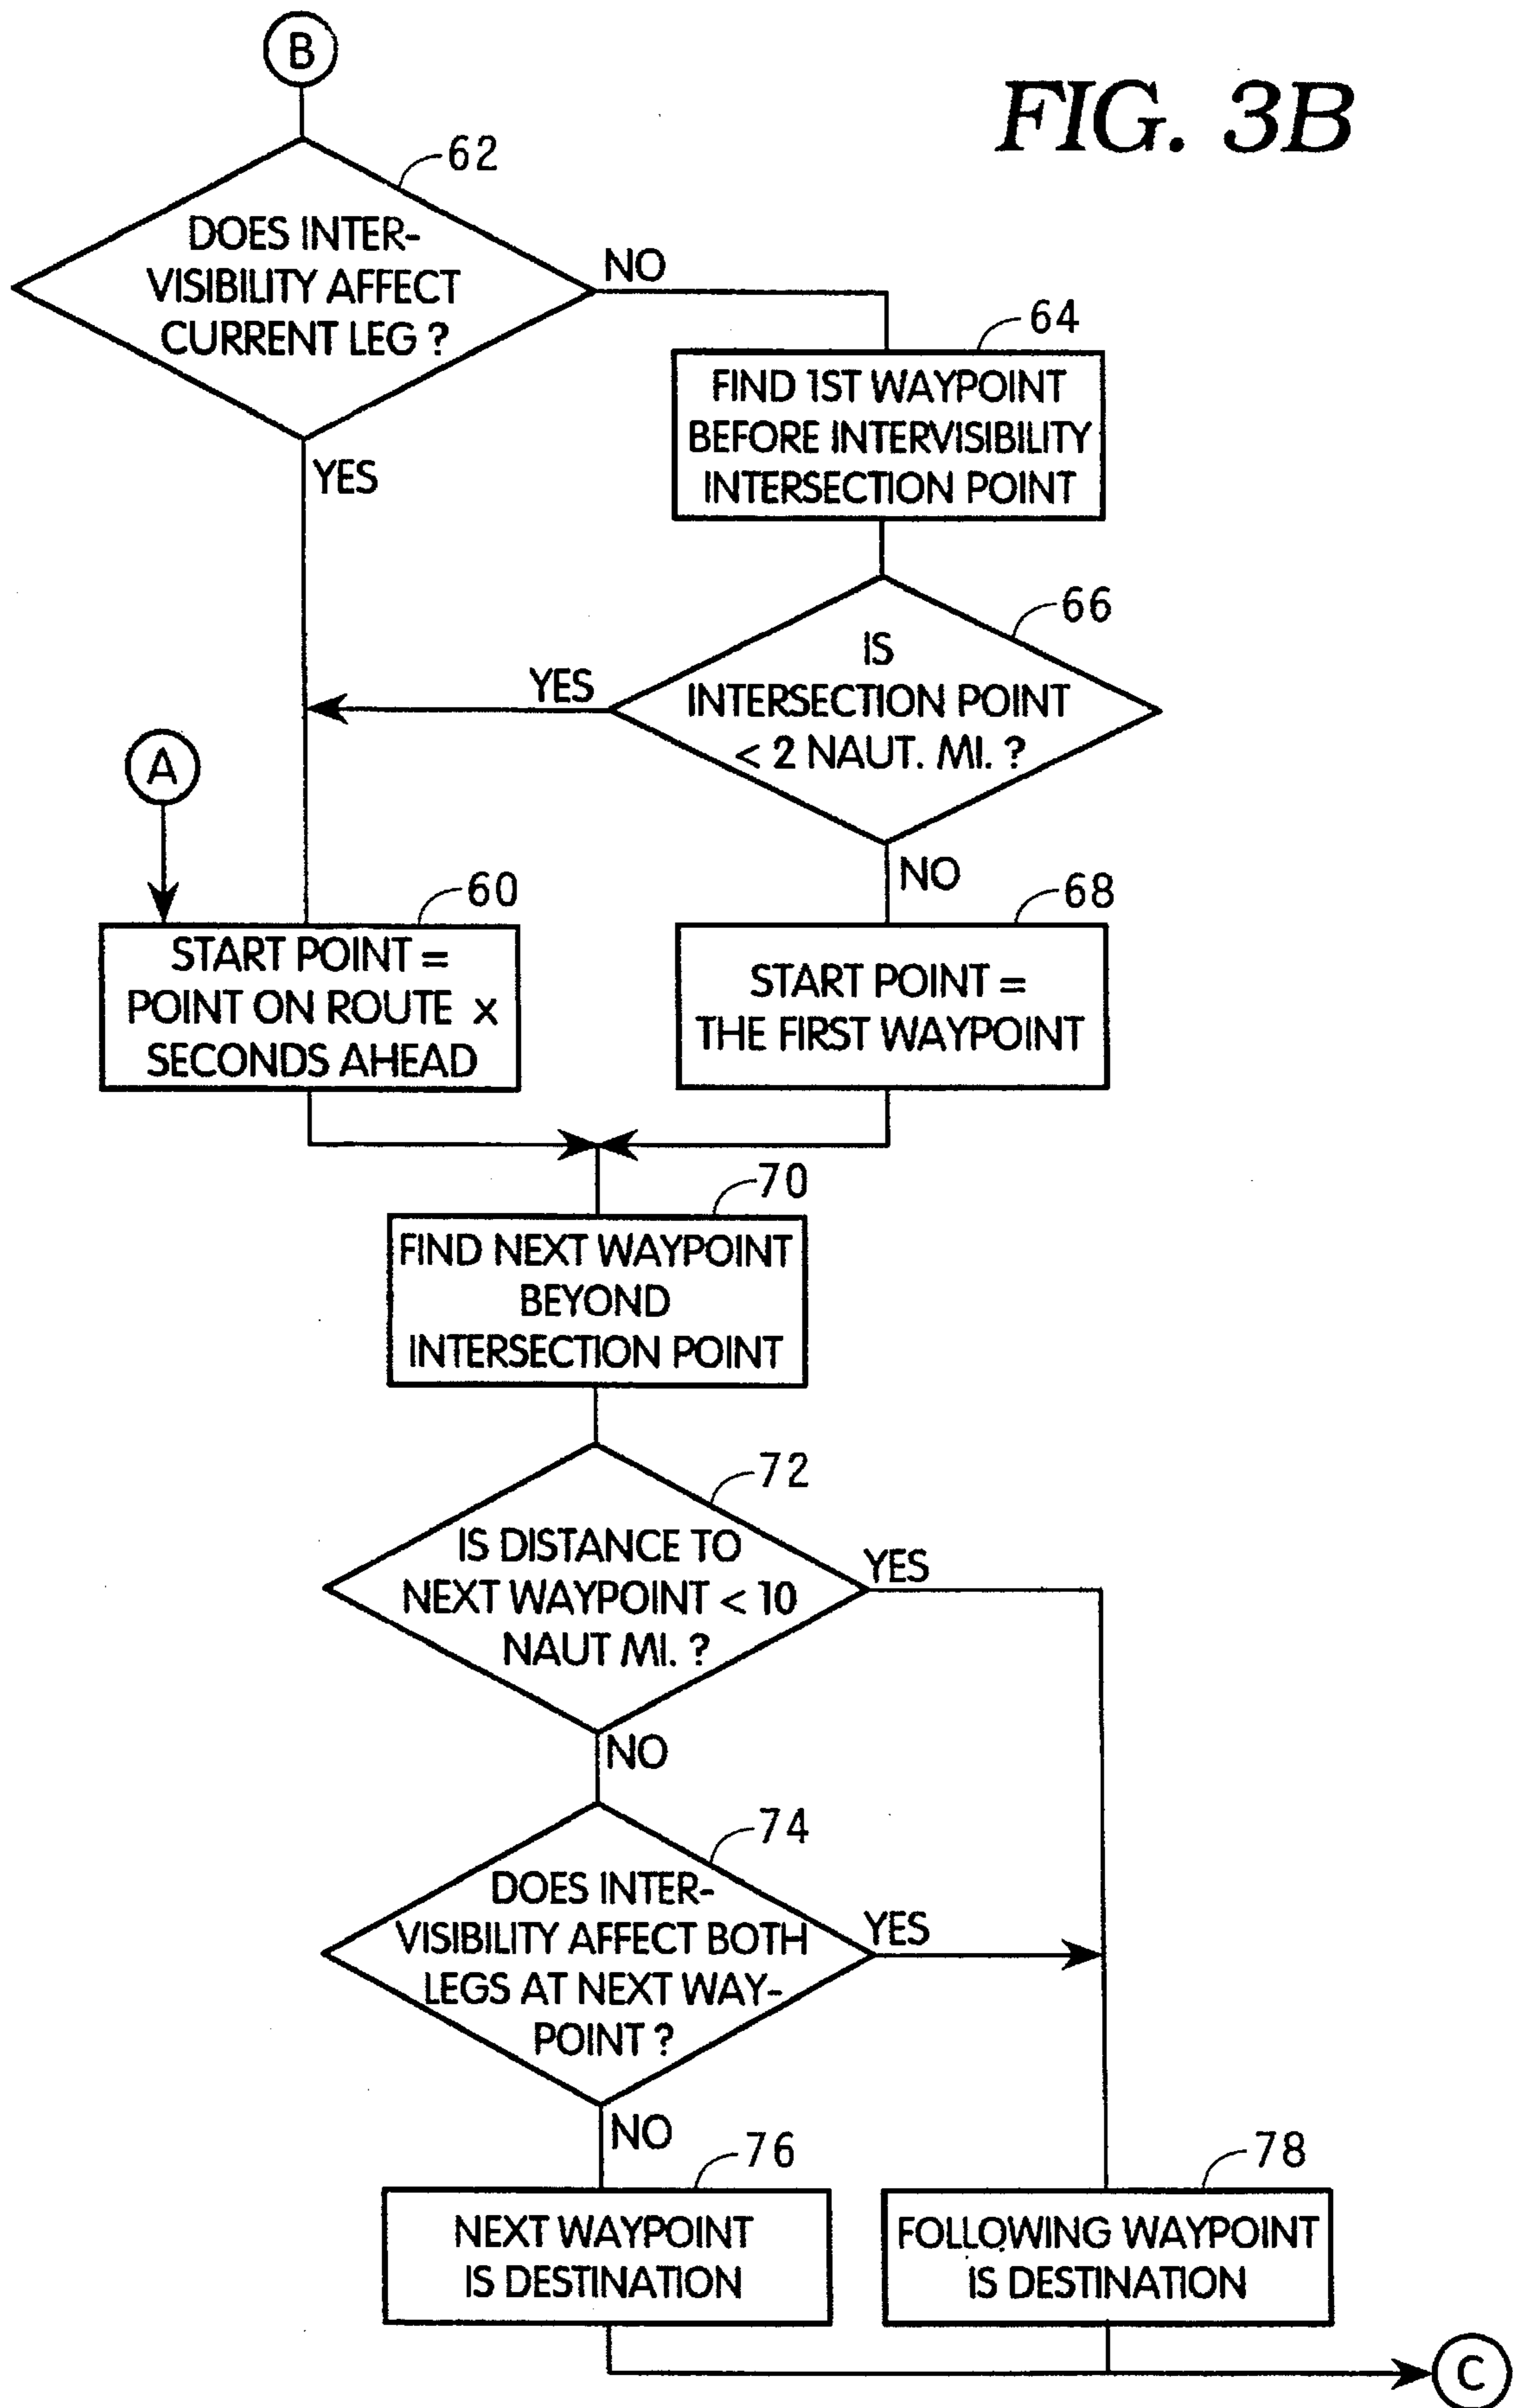 B
FIG. 3B
62
DOES INTER-
VISIBILITY AFFECT
CURRENT LEG ?
NO
YES
64
FIND 1ST WAYPOINT
BEFORE INTERVISIBILITY
INTERSECTION POINT
66
IS
INTERSECTION POINT
< 2 NAUT. MI. ?
YES
NO
A
60
START POINT =
POINT ON ROUTE x
SECONDS AHEAD
68
START POINT =
THE FIRST WAYPOINT
70
FIND NEXT WAYPOINT
BEYOND
INTERSECTION POINT
72
IS DISTANCE TO
NEXT WAYPOINT < 10
NAUT MI. ?
YES
NO
74
DOES INTER-
VISIBILITY AFFECT BOTH
LEGS AT NEXT WAY-
POINT ?
YES
NO
76
NEXT WAYPOINT
IS DESTINATION
78
FOLLOWING WAYPOINT
IS DESTINATION
C